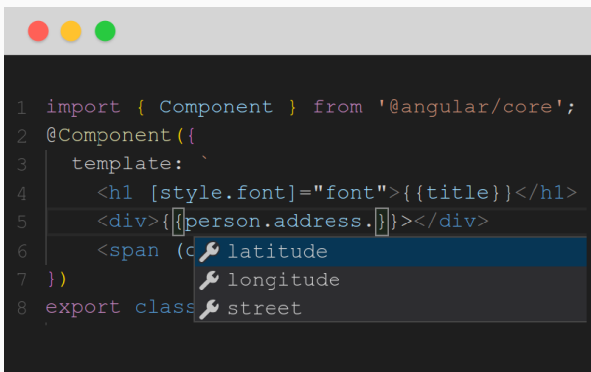 1 import { Component } from '@angular/core';
2 @Component({
3 template: `
4 <h1 [style.font]="font">{{title}}</h1>
5 <div>{{person.address.}}></div>
6 <span (c
latitude
7 })
longitude
8 export class
street